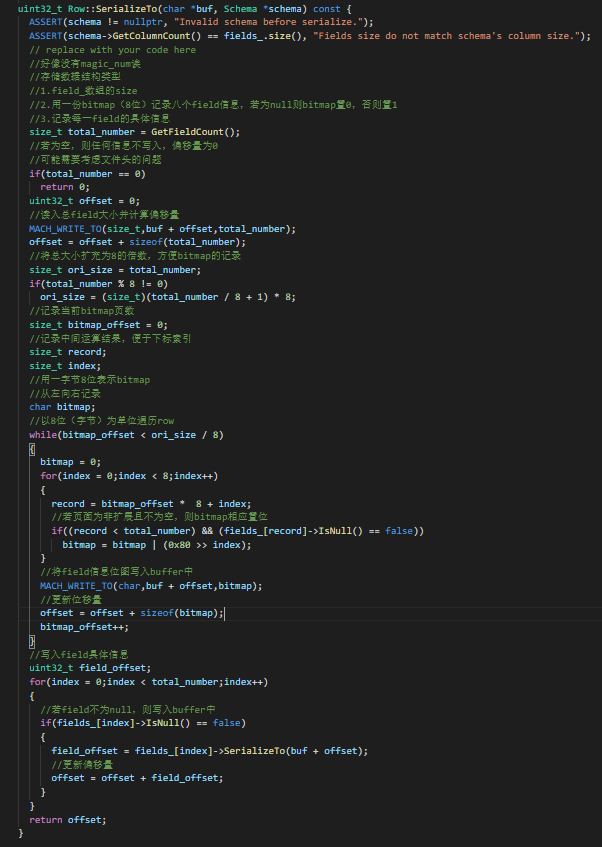 uint32_t Row::SerializeTo(char *buf, Schema *schema) const {
  ASSERT(schema != nullptr, "Invalid schema before serialize.");
  ASSERT(schema->GetColumnCount() == fields_.size(), "Fields size do not match schema's column size.");
  // replace with your code here
  //好像没有magic_num诶
  //存储数据结构类型
  //1.field_数组的size
  //2.用一份bitmap（8位）记录八个field信息，若为null则bitmap置0，否则置1
  //3.记录每一field的具体信息
  size_t total_number = GetFieldCount();
  //若为空，则任何信息不写入，偏移量为0
  //可能需要考虑文件头的问题
  if(total_number == 0)
    return 0;
  uint32_t offset = 0;
  //读入总field大小并计算偏移量
  MACH_WRITE_TO(size_t,buf + offset,total_number);
  offset = offset + sizeof(total_number);
  //将总大小扩充为8的倍数，方便bitmap的记录
  size_t ori_size = total_number;
  if(total_number % 8 != 0)
    ori_size = (size_t)(total_number / 8 + 1) * 8;
  //记录当前bitmap页数
  size_t bitmap_offset = 0;
  //记录中间运算结果，便于下标索引
  size_t record;
  size_t index;
  //用一字节8位表示bitmap
  //从左向右记录
  char bitmap;
  //以8位（字节）为单位遍历row
  while(bitmap_offset < ori_size / 8)
  {
    bitmap = 0;
    for(index = 0;index < 8;index++)
    {
      record = bitmap_offset *  8 + index;
      //若页面为非扩展且不为空，则bitmap相应置位
      if((record < total_number) && (fields_[record]->IsNull() == false))
        bitmap = bitmap | (0x80 >> index);
    }
    //将field信息位图写入buffer中
    MACH_WRITE_TO(char,buf + offset,bitmap);
    //更新位移量
    offset = offset + sizeof(bitmap);
    bitmap_offset++;
  }
  //写入field具体信息
  uint32_t field_offset;
  for(index = 0;index < total_number;index++)
  {
    //若field不为null，则写入buffer中
    if(fields_[index]->IsNull() == false)
    {
      field_offset = fields_[index]->SerializeTo(buf + offset);
      //更新偏移量
      offset = offset + field_offset;
    }
  }
  return offset;
}